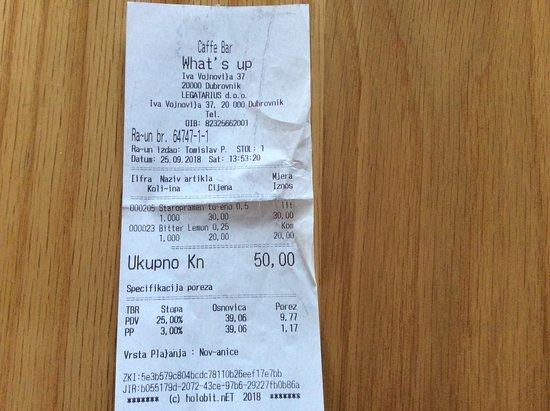 Caffe Bar
What's up
Iva Vojnovi}a 37
20000 Dubrovnik
LEGATARIUS d.o.o.
Iva Vojnovi}a 37, 20 000 Dubrovnik
Tel.
OIB: 82325662001
Ra~un br. 64747-1-1
Ra~un izdao: Tomislav P. STOL: 1
Datum: 25.09.2018 Sat: 13:53:20
[ifra Naziv artikla Mjera
Koli~ina Cijena Iznos
000205 Staropramen to~eno 0,5 lit
1,000 30,00 30,00
000023 Bitter Lemon 0,25 Kom
1,000 20,00 20,00
Ukupno Kn 50,00
Specifikacija poreza
TBR Stopa Osnovica Porez
PDV 25,00% 39,06 9,77
PP 3,00% 39,06 1,17
Vrsta Pla}anja : Nov~anice
ZKI:5e3b579c804bcdc78110b26eef17e7bb
JIR:b055179d-2072-43ce-97b6-29227fb0b86a
******* (c) holobit.nET 2018 *******